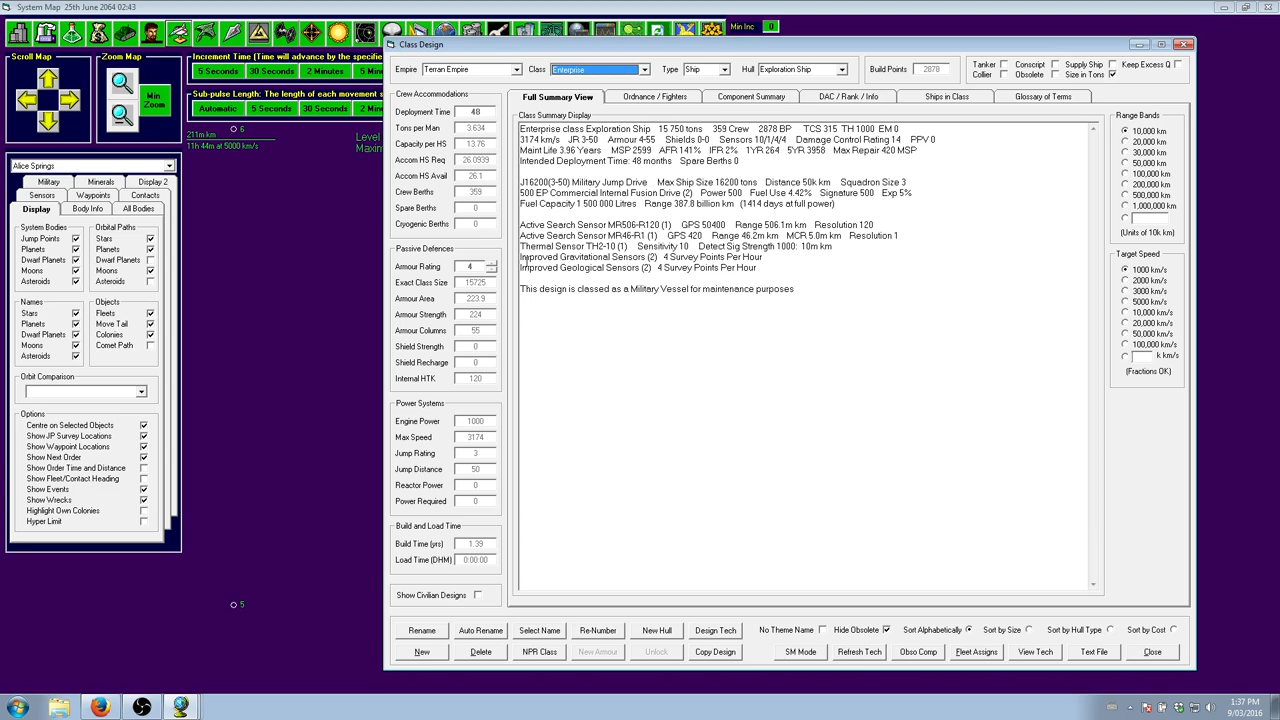 System Map 25th June 2064 02:43
Min Inc 0
Scroll Map
Zoom Map
Min Zoom
Increment Time (Time will advance by the specifie
5 Seconds 30 Seconds 2 Minutes 5 Min
Sub-pulse Length: The length of each movement s
Automatic 5 Seconds 30 Seconds 2 Min
211m km
11h 44m at 5000 km/s
6
Level
Maxim
5
Alice Springs
Military Minerals Display 2
Sensors Waypoints Contacts
Display Body Info All Bodies
System Bodies
Jump Points
Planets
Dwarf Planets
Moons
Asteroids
Orbital Paths
Stars
Planets
Dwarf Planets
Moons
Asteroids
Names
Stars
Planets
Dwarf Planets
Moons
Asteroids
Objects
Fleets
Move Tail
Colonies
Comet Path
Orbit Comparison
Options
Centre on Selected Objects
Show JP Survey Locations
Show Waypoint Locations
Show Next Order
Show Order Time and Distance
Show Fleet/Contact Heading
Show Events
Show Wrecks
Highlight Own Colonies
Hyper Limit
Class Design
Empire Terran Empire Class Enterprise Type Ship Hull Exploration Ship Build Points 2878
Tanker Conscript Supply Ship Keep Excess Q
Collier Obsolete Size in Tons
Crew Accommodations
Deployment Time 48
Tons per Man 3.634
Capacity per HS 13.76
Accom HS Req 26.0939
Accom HS Avail 26.1
Crew Berths 359
Spare Berths 0
Cryogenic Berths 0
Passive Defences
Armour Rating 4
Exact Class Size 15725
Armour Area 223.9
Armour Strength 224
Armour Columns 55
Shield Strength 0
Shield Recharge 0
Internal HTK 120
Power Systems
Engine Power 1000
Max Speed 3174
Jump Rating 3
Jump Distance 50
Reactor Power 0
Power Required 0
Build and Load Time
Build Time (yrs) 1.39
Load Time (DHM) 0:00:00
Show Civilian Designs
Full Summary View Ordnance / Fighters Component Summary DAC / Rank / Info Ships in Class Glossary of Terms
Class Summary Display
Enterprise class Exploration Ship 15 750 tons 359 Crew 2878 BP TCS 315 TH 1000 EM 0
3174 km/s JR 3-50 Armour 4-55 Shields 0-0 Sensors 10/1/4/4 Damage Control Rating 14 PPV 0
Maint Life 3.96 Years MSP 2599 AFR 141% IFR 2% 1YR 264 5YR 3958 Max Repair 420 MSP
Intended Deployment Time: 48 months Spare Berths 0
J16200(3-50) Military Jump Drive Max Ship Size 16200 tons Distance 50k km Squadron Size 3
500 EP Commercial Internal Fusion Drive (2) Power 500 Fuel Use 4.42% Signature 500 Exp 5%
Fuel Capacity 1 500 000 Litres Range 387.8 billion km (1414 days at full power)
Active Search Sensor MR506-R120 (1) GPS 50400 Range 506.1m km Resolution 120
Active Search Sensor MR46-R1 (1) GPS 420 Range 46.2m km MCR 5.0m km Resolution 1
Thermal Sensor TH2-10 (1) Sensitivity 10 Detect Sig Strength 1000: 10m km
Improved Gravitational Sensors (2) 4 Survey Points Per Hour
Improved Geological Sensors (2) 4 Survey Points Per Hour
This design is classed as a Military Vessel for maintenance purposes
Range Bands
10,000 km
20,000 km
30,000 km
50,000 km
100,000 km
200,000 km
500,000 km
1,000,000 km
(Units of 10k km)
Target Speed
1000 km/s
2000 km/s
3000 km/s
5000 km/s
10,000 km/s
20,000 km/s
50,000 km/s
100,000 km/s
k km/s
(Fractions OK)
Rename Auto Rename Select Name Re-Number New Hull Design Tech No Theme Name Hide Obsolete Sort Alphabetically Sort by Size Sort by Hull Type Sort by Cost
New Delete NPR Class New Armour Unlock Copy Design SM Mode Refresh Tech Obso Comp Fleet Assigns View Tech Text File Close
1:37 PM
9/03/2016